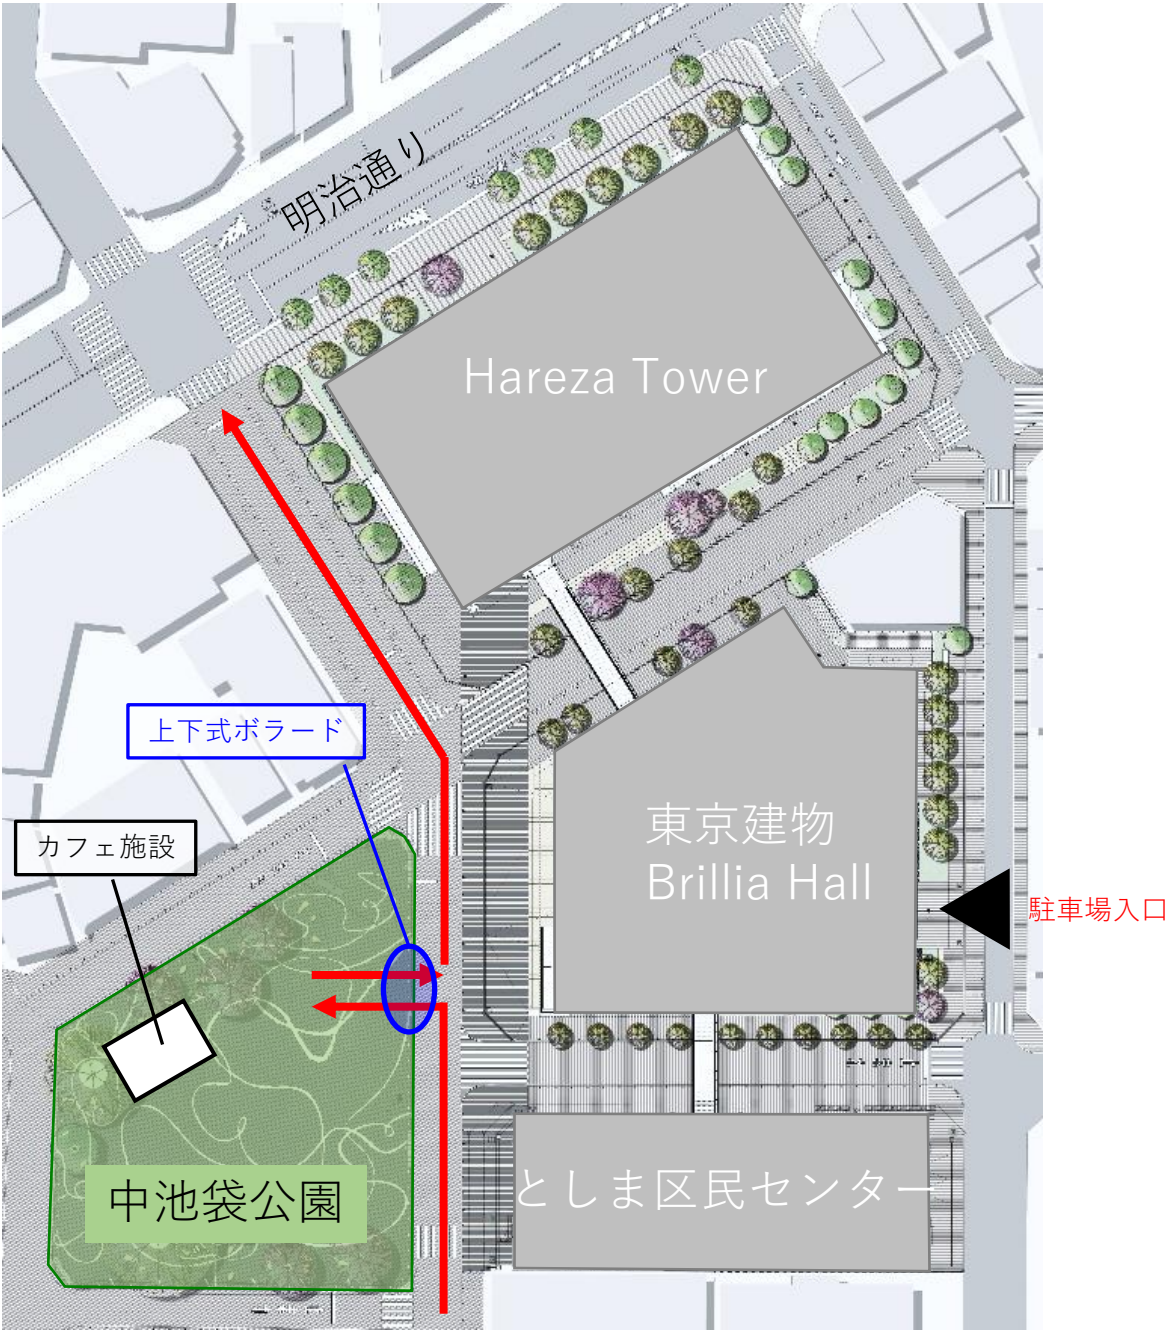 明治通り
Hareza Tower
上下式ボラード
カフェ施設
東京建物
Brillia Hall
駐車場入口
中池袋公園
としま区民センター